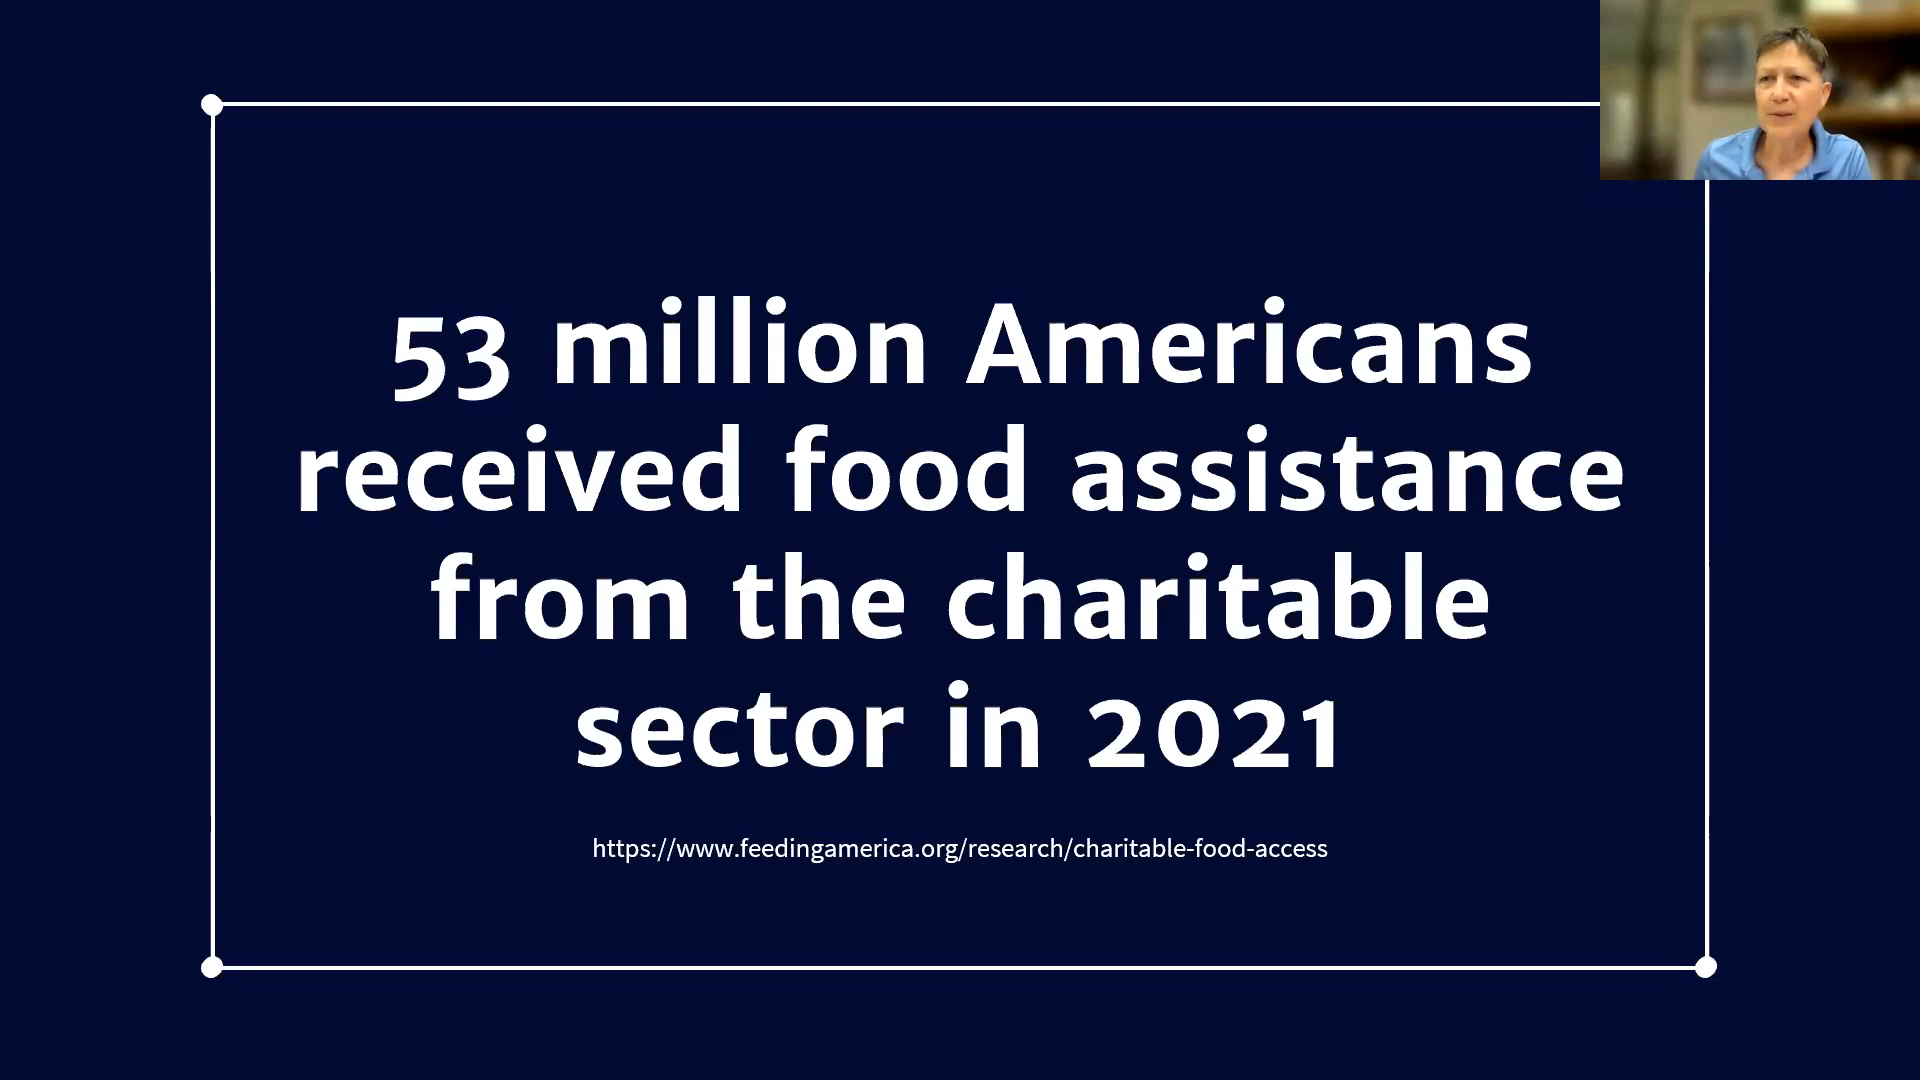 53 million Americans
received food assistance
from the charitable
sector in 2021
https://www.feedingamerica.org/research/charitable-food-access